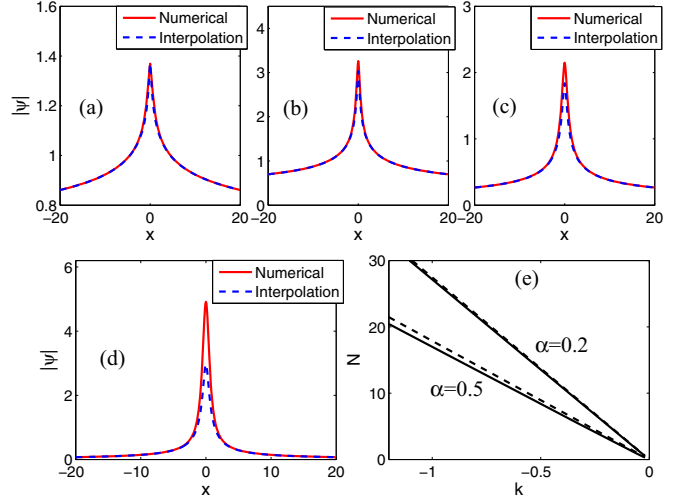 1.6
1.4
1.2
1
0.8
|ψ|
Numerical
Interpolation
(a)
−20
0
20
x
4
3
2
1
0
Numerical
Interpolation
(b)
−20
0
20
x
3
2
1
0
Numerical
Interpolation
(c)
−20
0
20
x
6
4
2
0
|ψ|
Numerical
Interpolation
(d)
−20
−10
0
10
20
x
30
20
10
0
N
(e)
α=0.2
α=0.5
−1
−0.5
0
k